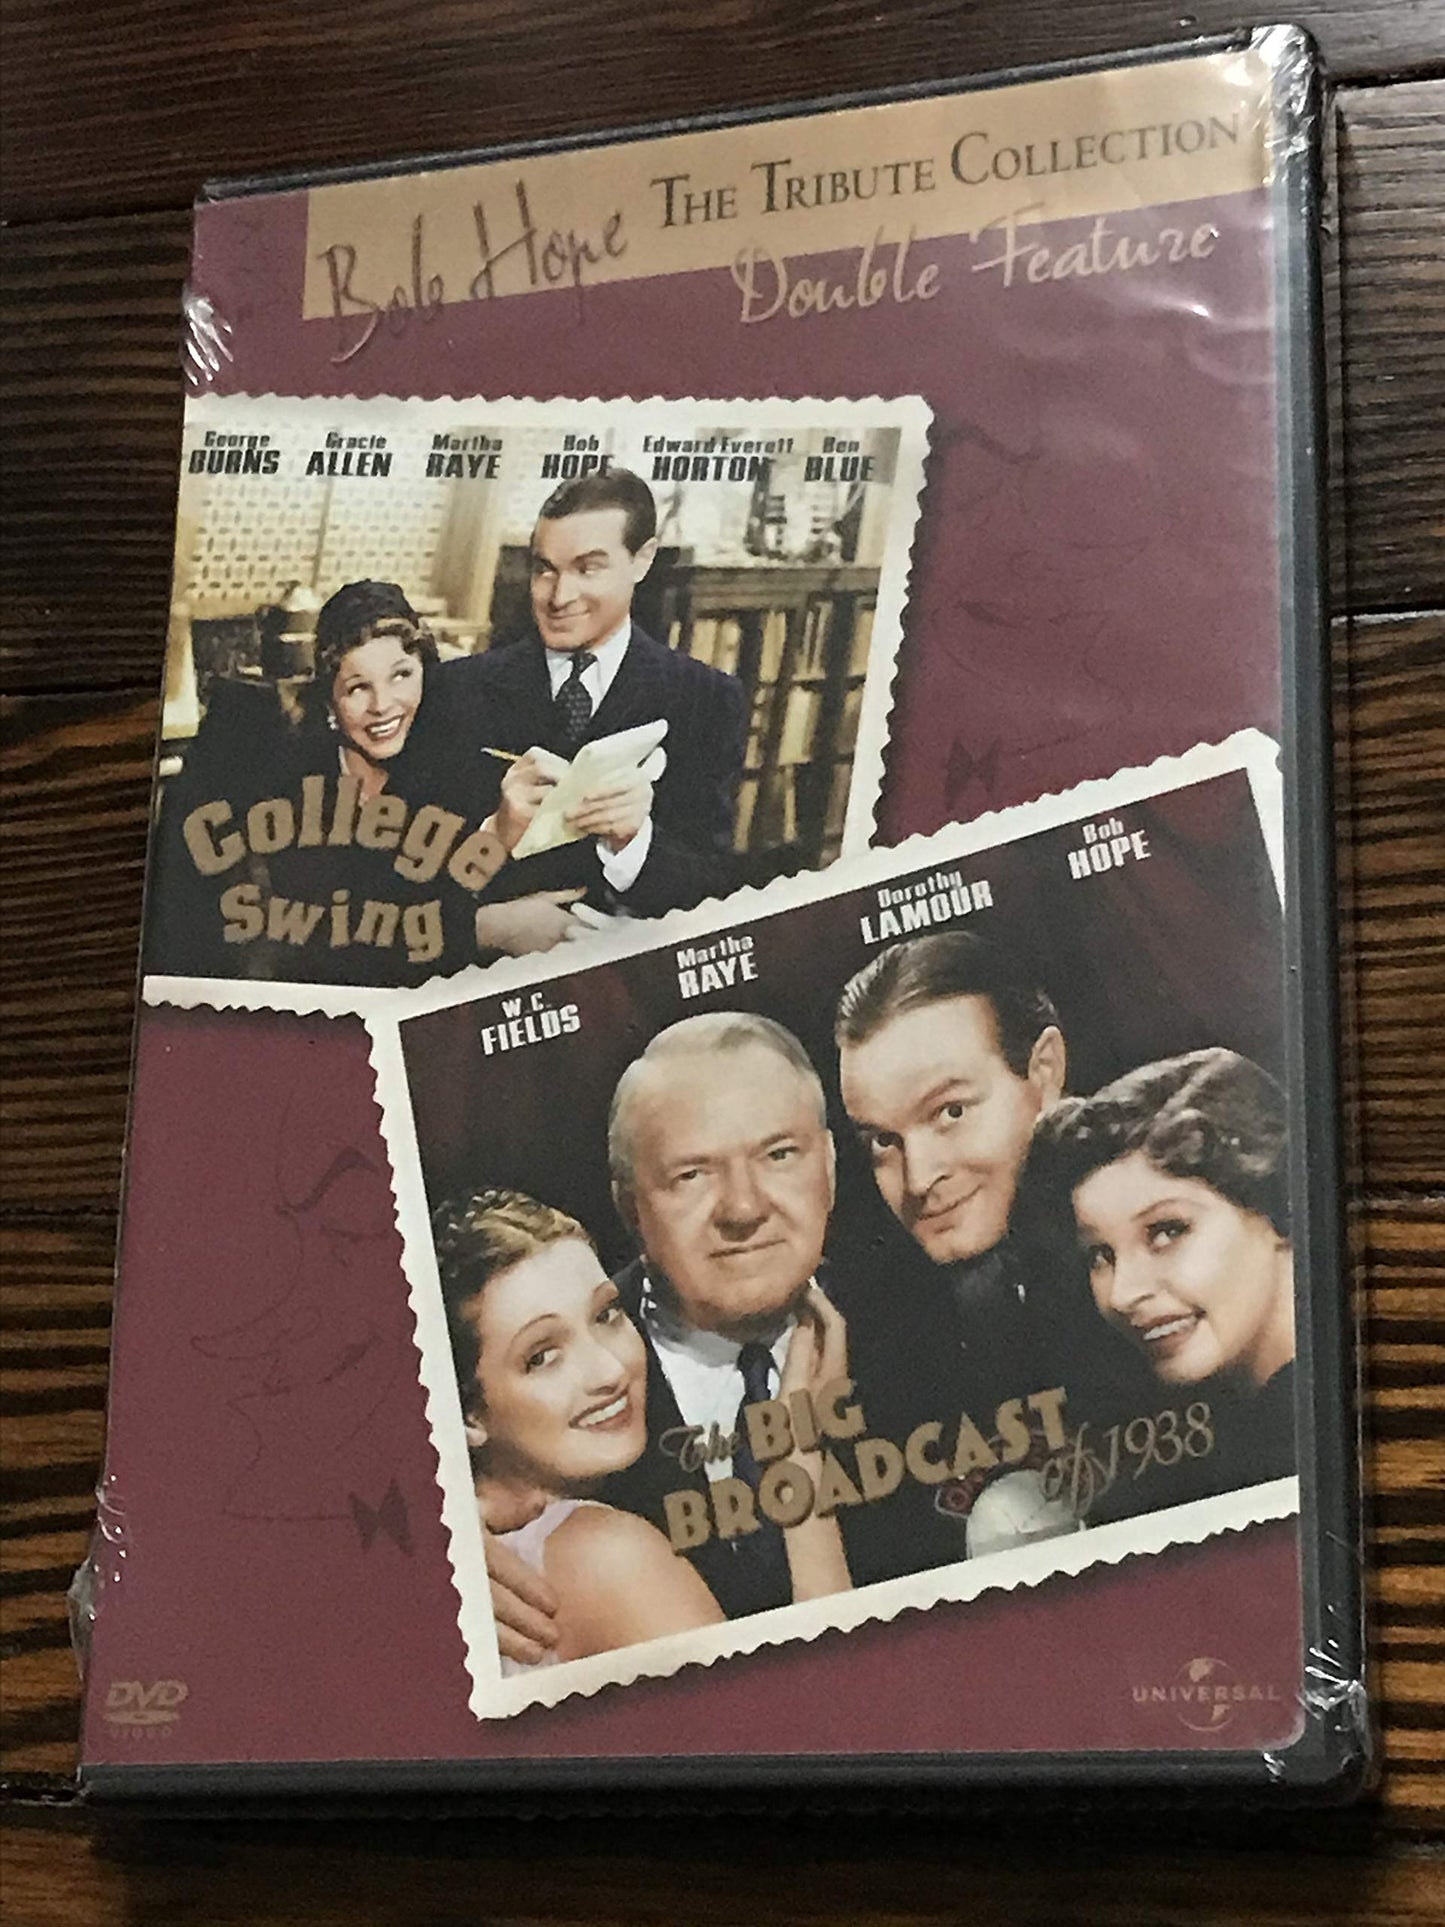 Bob Hope THE TRIBUTE COLLECTION
Double Feature
George BURNS
Gracie ALLEN
Martha RAYE
Bob HOPE
Edward Everett HORTON
Ben BLUE
College
Swing
W. C. FIELDS
Martha RAYE
Dorothy LAMOUR
Bob HOPE
The BIG
BROADCAST of 1938
DVD
VIDEO
UNIVERSAL